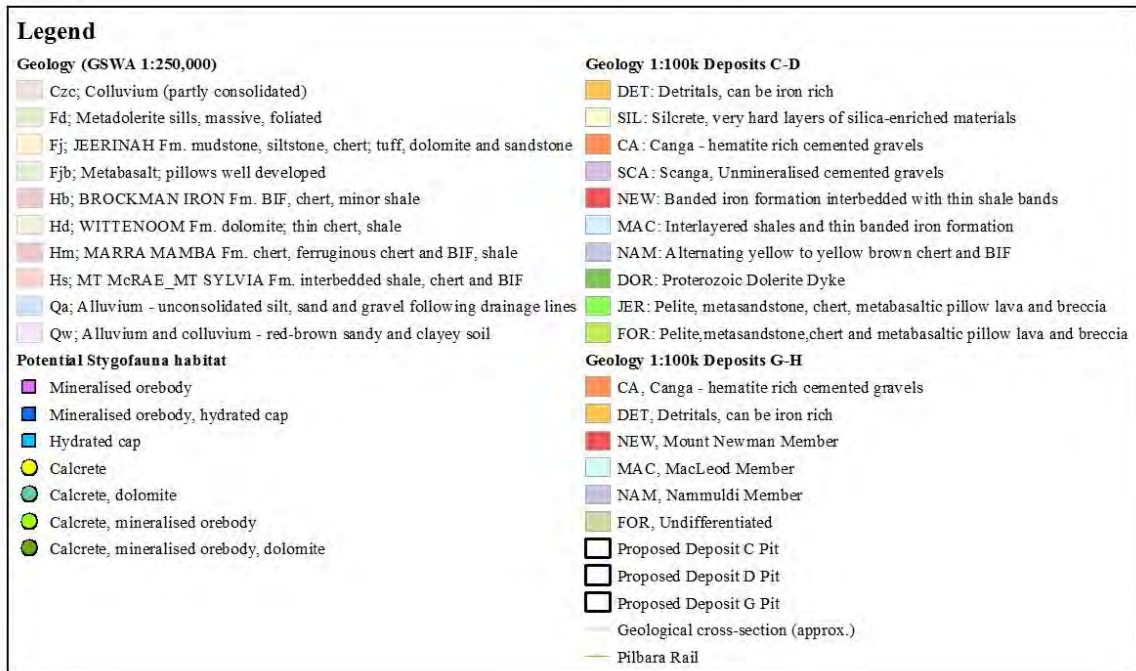 Legend
Geology (GSWA 1:250,000)
Czc; Colluvium (partly consolidated)
Fd; Metadolerite sills, massive, foliated
Fj; JEERINAH Fm. mudstone, siltstone, chert; tuff, dolomite and sandstone
Fjb; Metabasalt; pillows well developed
Hb; BROCKMAN IRON Fm. BIF, chert, minor shale
Hd; WITTENOOM Fm. dolomite; thin chert, shale
Hm; MARRA MAMBA Fm. chert, ferruginous chert and BIF, shale
Hs; MT McRAE_MT SYLVIA Fm. interbedded shale, chert and BIF
Qa; Alluvium - unconsolidated silt, sand and gravel following drainage lines
Qw; Alluvium and colluvium - red-brown sandy and clayey soil
Potential Stygofauna habitat
Mineralised orebody
Mineralised orebody, hydrated cap
Hydrated cap
Calcrete
Calcrete, dolomite
Calcrete, mineralised orebody
Calcrete, mineralised orebody, dolomite
Geology 1:100k Deposits C-D
DET: Detritals, can be iron rich
SIL: Silcrete, very hard layers of silica-enriched materials
CA: Canga - hematite rich cemented gravels
SCA: Scanga, Unmineralised cemented gravels
NEW: Banded iron formation interbedded with thin shale bands
MAC: Interlayered shales and thin banded iron formation
NAM: Alternating yellow to yellow brown chert and BIF
DOR: Proterozoic Dolerite Dyke
JER: Pelite, metasandstone, chert, metabasaltic pillow lava and breccia
FOR: Pelite,metasandstone,chert and metabasaltic pillow lava and breccia
Geology 1:100k Deposits G-H
CA, Canga - hematite rich cemented gravels
DET, Detritals, can be iron rich
NEW, Mount Newman Member
MAC, MacLeod Member
NAM, Nammuldi Member
FOR, Undifferentiated
Proposed Deposit C Pit
Proposed Deposit D Pit
Proposed Deposit G Pit
Geological cross-section (approx.)
Pilbara Rail